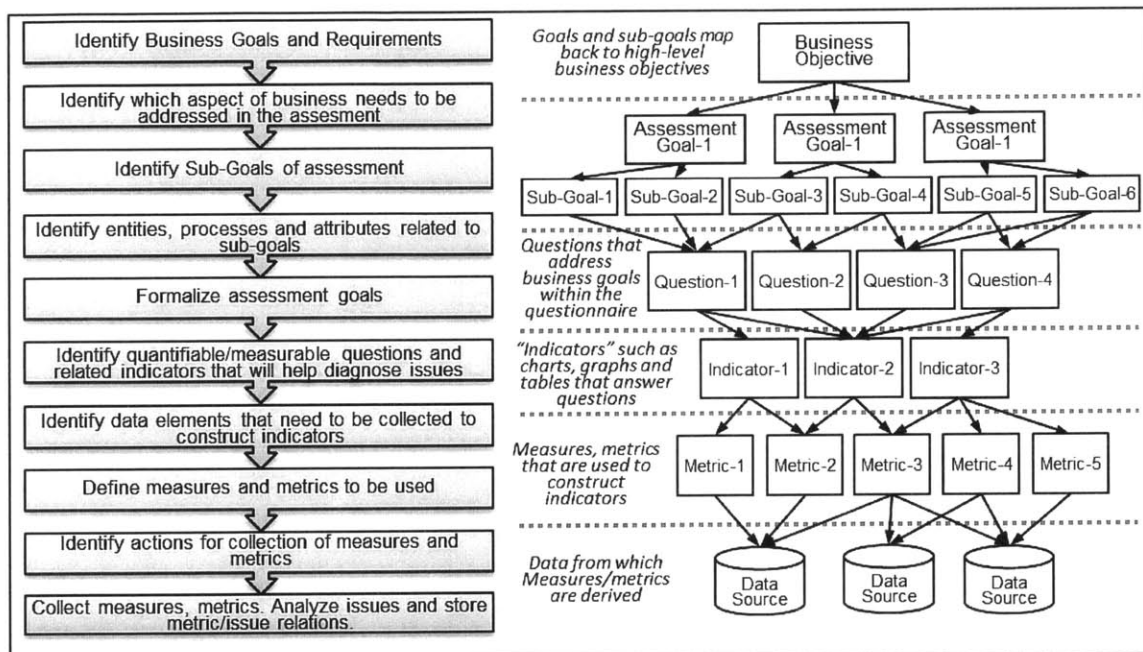 Identify Business Goals and Requirements
Identify which aspect of business needs to be
addressed in the assesment
Identify Sub-Goals of assessment
Identify entities, processes and attributes related to
sub-goals
Formalize assessment goals
Identify quantifiable/measurable questions and
related indicators that will help diagnose issues
Identify data elements that need to be collected to
construct indicators
Define measures and metrics to be used
Identify actions for collection of measures and
metrics
Collect measures, metrics. Analyze issues and store
metric/issue relations.
Goals and sub-goals map
back to high-level
business objectives
Business
Objective
Assessment
Goal-1
Assessment
Goal-1
Assessment
Goal-1
Sub-Goal-1
Sub-Goal-2
Sub-Goal-3
Sub-Goal-4
Sub-Goal-5
Sub-Goal-6
Questions that
address
business goals
within the
questionnaire
Question-1
Question-2
Question-3
Question-4
“Indicators” such as
charts, graphs and
tables that answer
questions
Indicator-1
Indicator-2
Indicator-3
Measures, metrics
that are used to
construct
indicators
Metric-1
Metric-2
Metric-3
Metric-4
Metric-5
Data from which
Measures/metrics
are derived
Data
Source
Data
Source
Data
Source